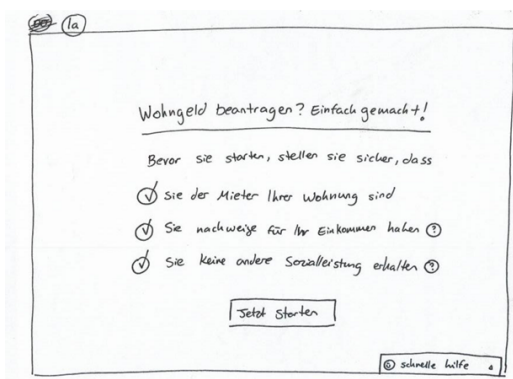 1a
Wohngeld beantragen? Einfach gemacht!
Bevor sie starten, stellen sie sicher, dass
Sie der Mieter Ihrer Wohnung sind
Sie nachweise für Ihr Einkommen haben ?
Sie keine andere Sozialleistung erhalten ?
Jetzt Starten
schnelle hilfe